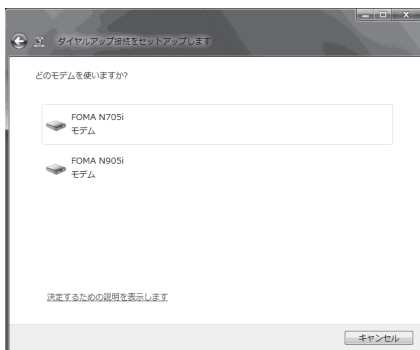 ダイヤルアップ接続をセットアップします
どのモデムを使いますか?
FOMA N705i
モデム
FOMA N905i
モデム
決定するための説明を表示します
キャンセル